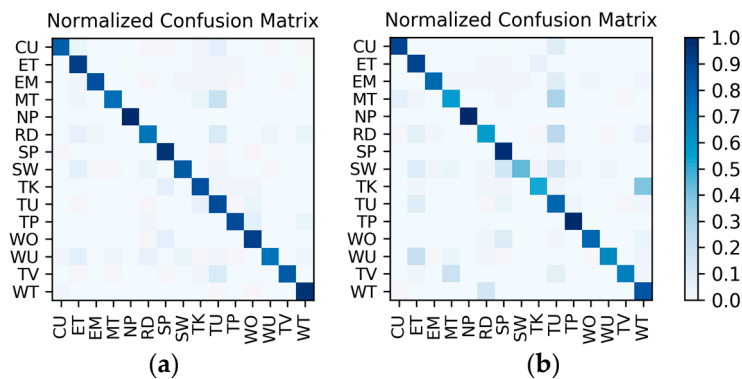 Normalized Confusion Matrix
CU
ET
EM
MT
NP
RD
SP
SW
TK
TU
TP
WO
WU
TV
WT
CU ET EM MT NP RD SP SW TK TU TP WO WU TV WT
(a)
Normalized Confusion Matrix
CU
ET
EM
MT
NP
RD
SP
SW
TK
TU
TP
WO
WU
TV
WT
CU ET EM MT NP RD SP SW TK TU TP WO WU TV WT
(b)
1.0
0.9
0.8
0.7
0.6
0.5
0.4
0.3
0.2
0.1
0.0